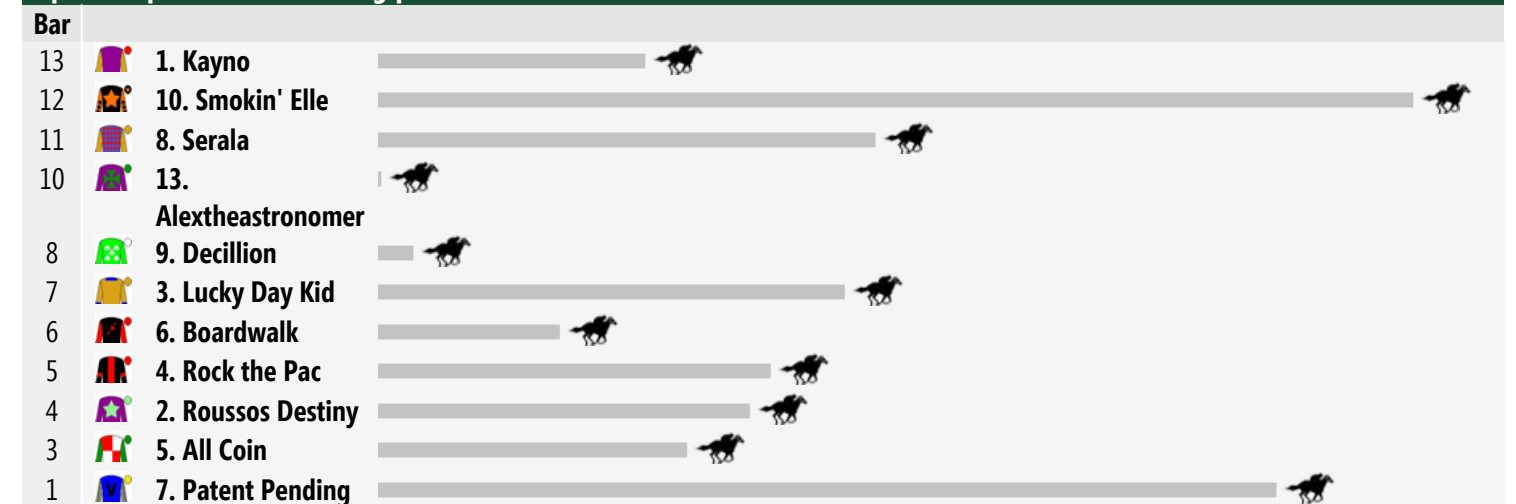 Bar
13 1. Kayno
12 10. Smokin' Elle
11 8. Serala
10 13.
Alextheastronomer
8 9. Decillion
7 3. Lucky Day Kid
6 6. Boardwalk
5 4. Rock the Pac
4 2. Roussos Destiny
3 5. All Coin
1 7. Patent Pending